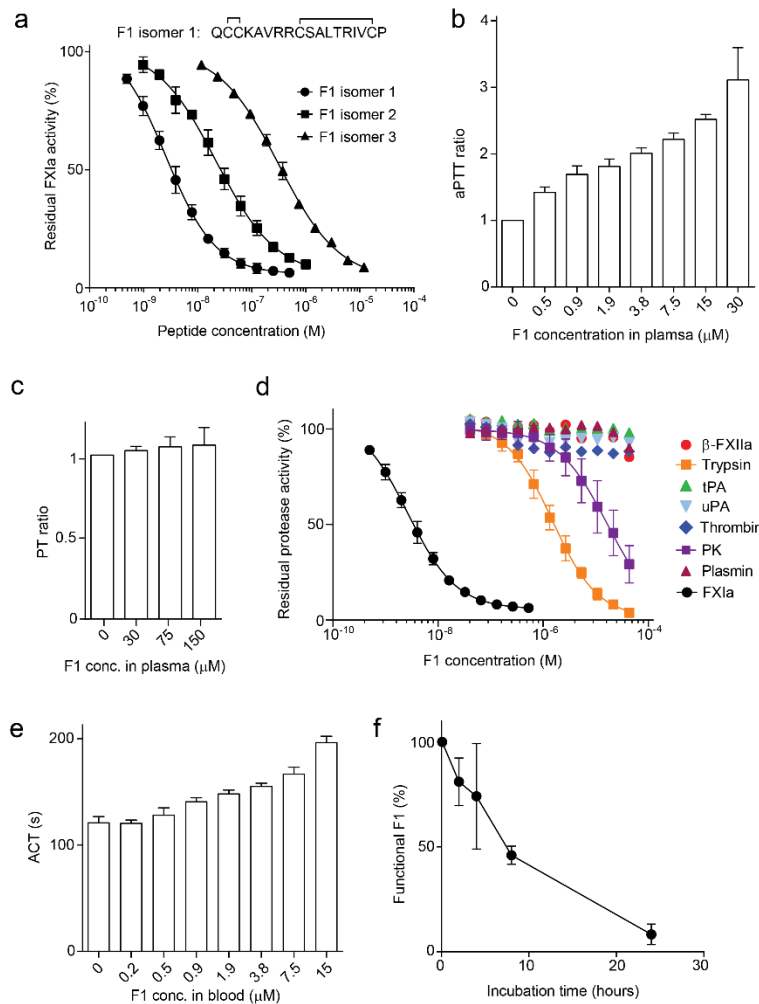 a
F1 isomer 1: QCCKAVRRCSALTRIVCP
Residual FXIa activity (%)
100
50
0
F1 isomer 1
F1 isomer 2
F1 isomer 3
10-10 10-9 10-8 10-7 10-6 10-5 10-4
Peptide concentration (M)
b
aPTT ratio
4
3
2
1
0
0 0.5 0.9 1.9 3.8 7.5 15 30
F1 concentration in plamsa (μM)
c
PT ratio
1
0.5
0
0 30 75 150
F1 conc. in plasma (μM)
d
Residual protease activity (%)
100
50
0
10-10 10-8 10-6 10-4
F1 concentration (M)
β-FXIIa
Trypsin
tPA
uPA
Thrombin
PK
Plasmin
FXIa
e
ACT (s)
200
100
0
0 0.2 0.5 0.9 1.9 3.8 7.5 15
F1 conc. in blood (μM)
f
Functional F1 (%)
100
50
0
0 10 20 30
Incubation time (hours)